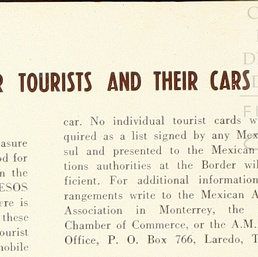 R TOURISTS AND THEIR CARS
asure
od for
n the
ESOS
ere is
these
ourist
mobile
car. No individual tourist cards w
quired as a list signed by any Mex
sul and presented to the Mexican
tions authorities at the Border wil
ficient. For additional information
rangements write to the Mexican A
Association in Monterrey, the
Chamber of Commerce, or the A.M.
Office, P. O. Box 766, Laredo, T